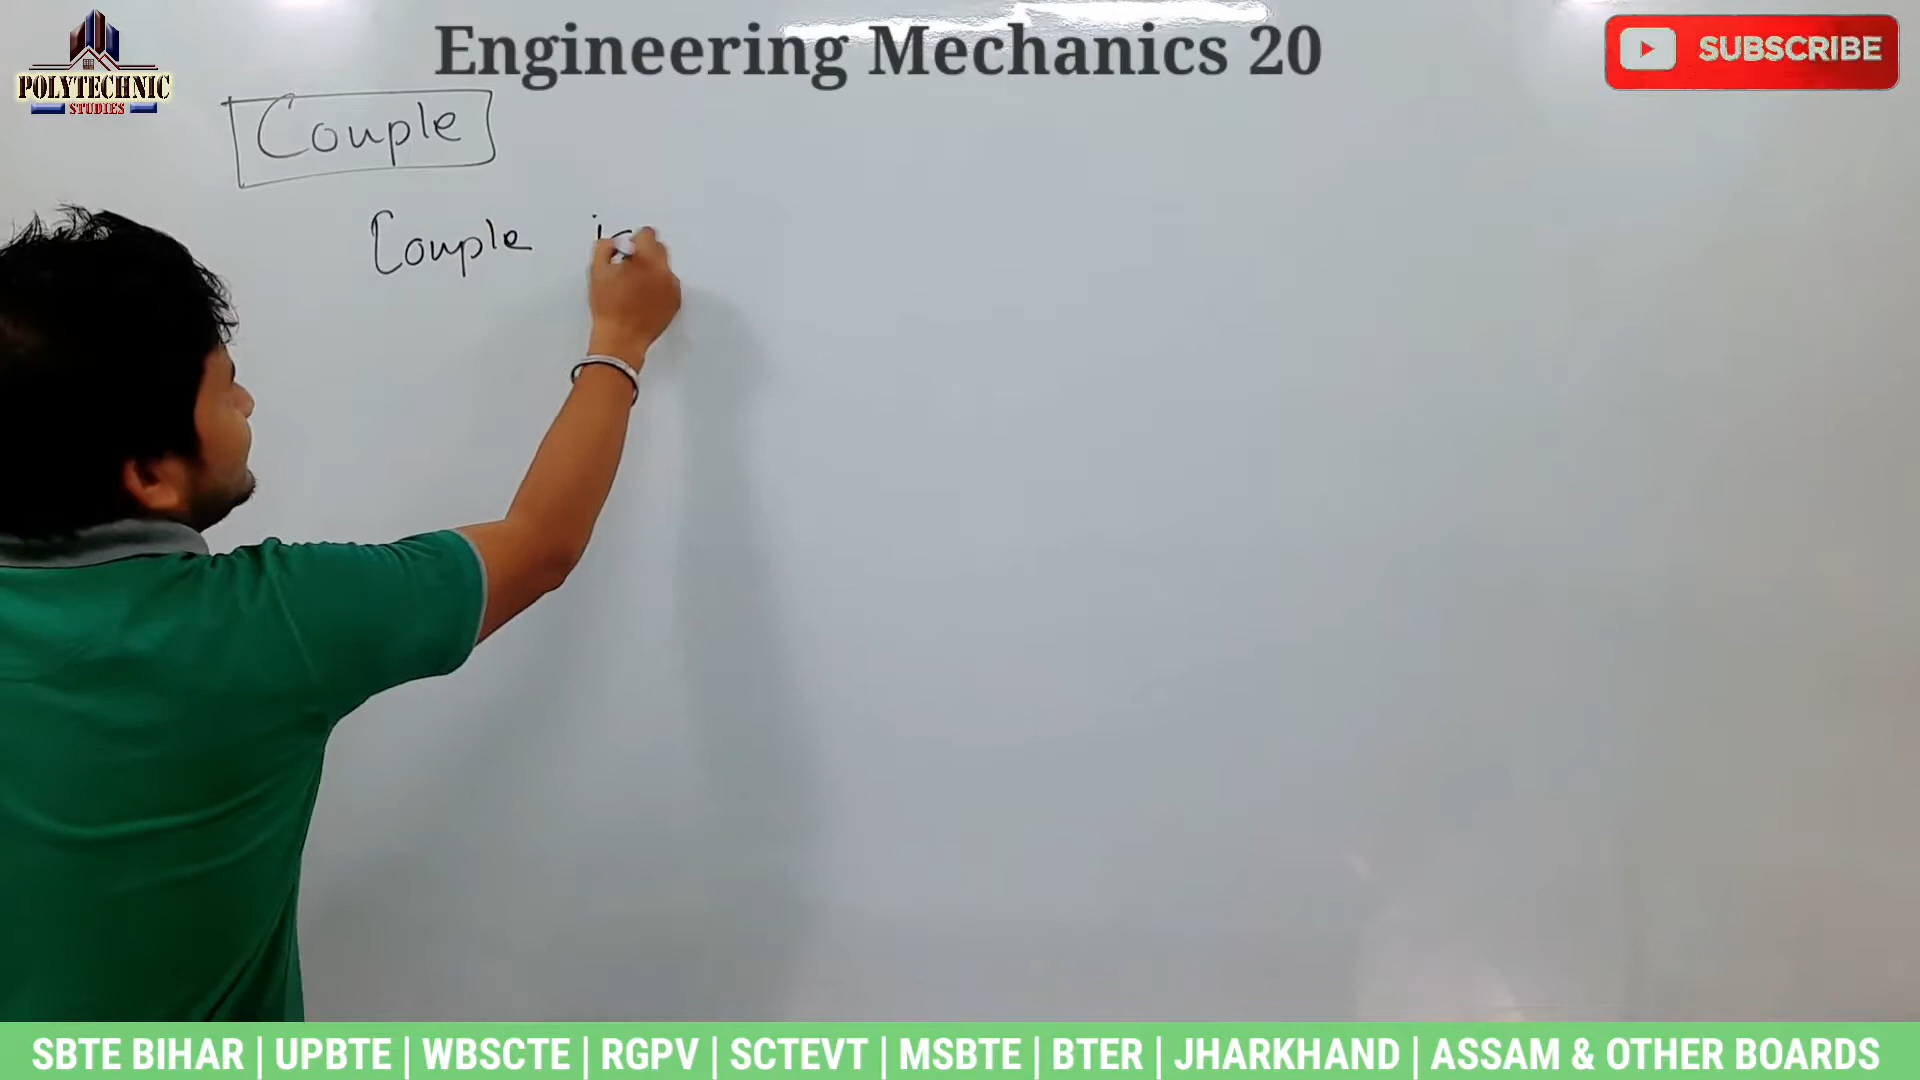 Engineering Mechanics 20
SUBSCRIBE
POLYTECHNIC
STUDIES
Couple
Couple is
SBTE BIHAR | UPBTE | WBSCTE | RGPV | SCTEVT | MSBTE | BTER | JHARKHAND | ASSAM & OTHER BOARDS